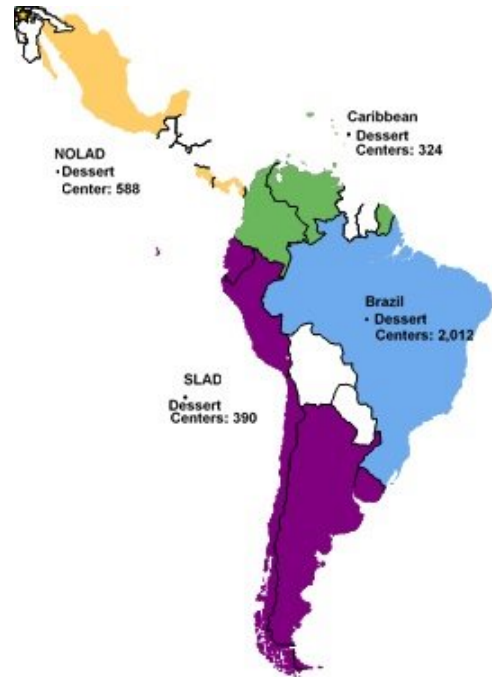 Caribbean
• Dessert
Centers: 324
NOLAD
• Dessert
Center: 588
Brazil
• Dessert
Centers: 2,012
SLAD
•
Dessert
Centers: 390